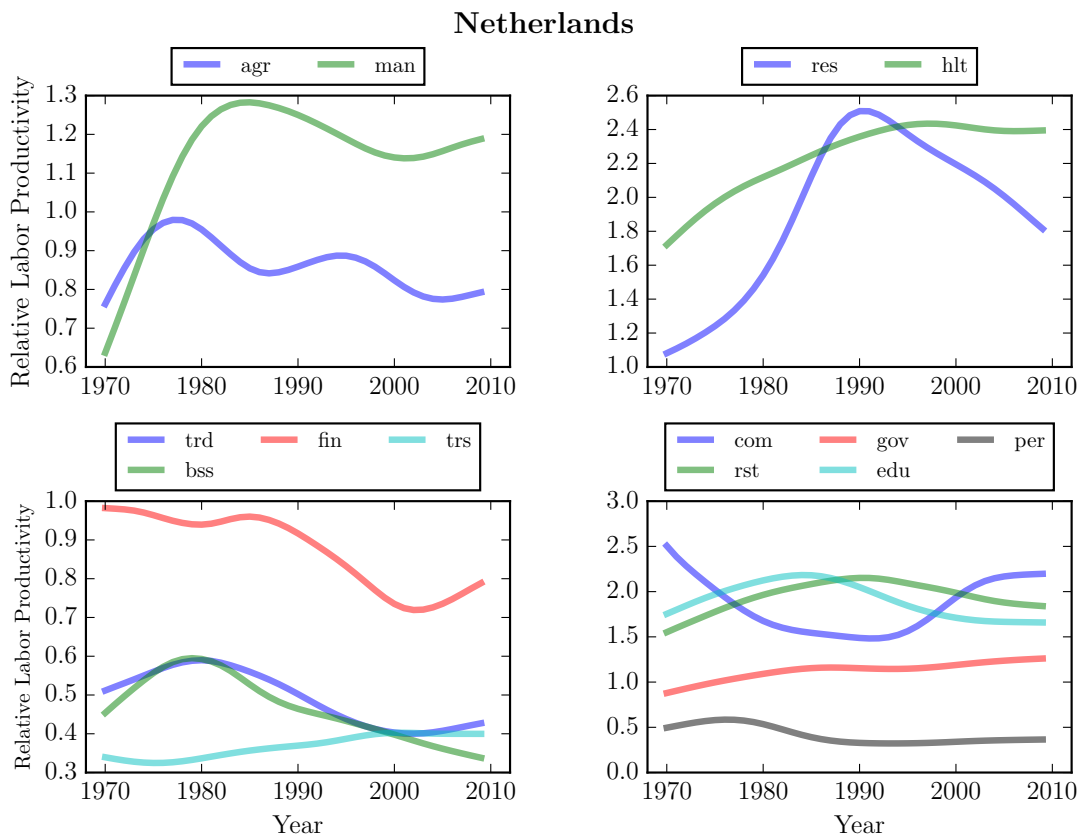 Netherlands
agr man
res hlt
Relative Labor Productivity
1.3
1.2
1.1
1.0
0.9
0.8
0.7
0.6
1970 1980 1990 2000 2010
2.6
2.4
2.2
2.0
1.8
1.6
1.4
1.2
1.0
1970 1980 1990 2000 2010
trd fin trs
bss
com gov per
rst edu
Relative Labor Productivity
1.0
0.9
0.8
0.7
0.6
0.5
0.4
0.3
1970 1980 1990 2000 2010
Year
3.0
2.5
2.0
1.5
1.0
0.5
0.0
1970 1980 1990 2000 2010
Year